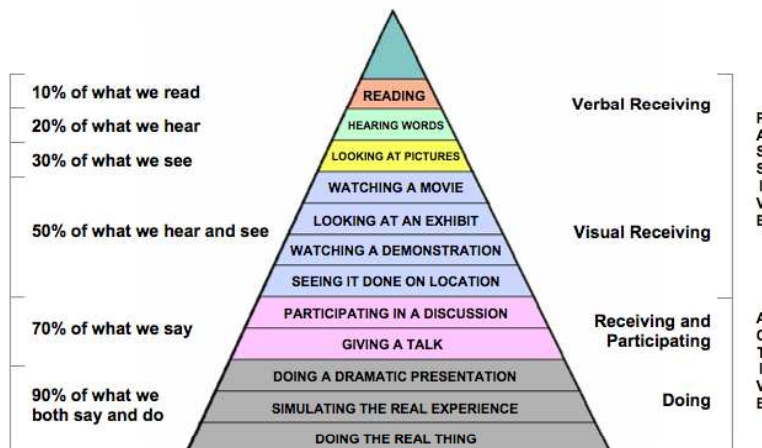 10% of what we read
READING
Verbal Receiving
20% of what we hear
HEARING WORDS
30% of what we see
LOOKING AT PICTURES
WATCHING A MOVIE
LOOKING AT AN EXHIBIT
50% of what we hear and see
Visual Receiving
WATCHING A DEMONSTRATION
SEEING IT DONE ON LOCATION
PARTICIPATING IN A DISCUSSION
70% of what we say
Receiving and
Participating
GIVING A TALK
DOING A DRAMATIC PRESENTATION
90% of what we
both say and do
SIMULATING THE REAL EXPERIENCE
Doing
DOING THE REAL THING
PASSIVE
ACTIVE